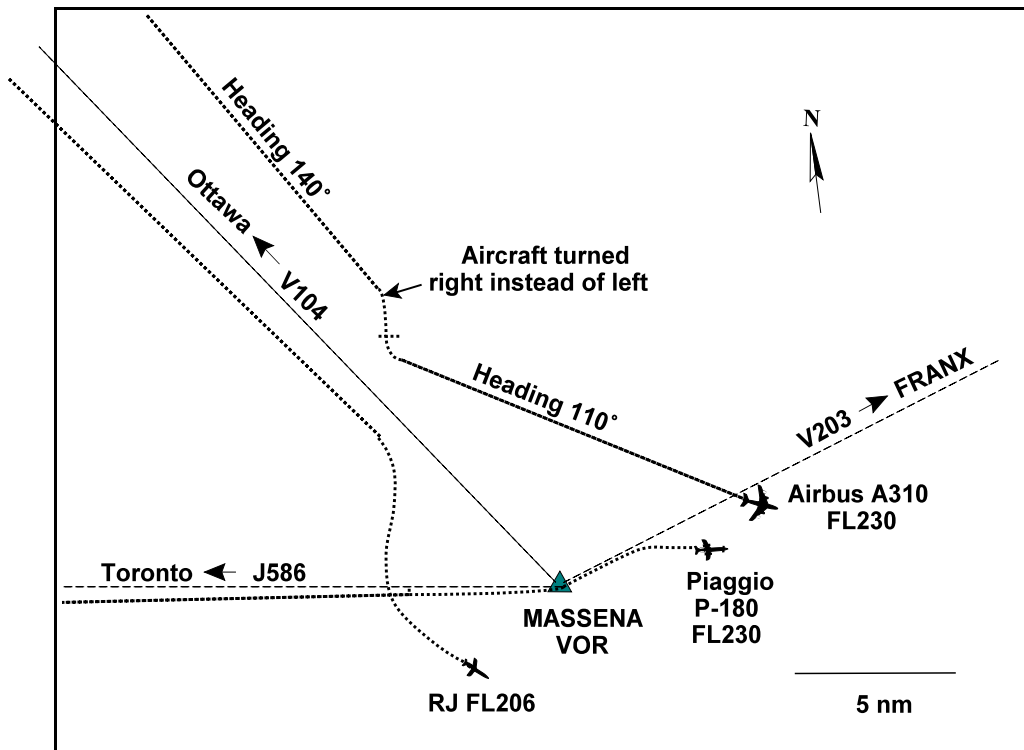 N
Heading 140°
Ottawa
V104
Aircraft turned
right instead of left
Heading 110°
V203
FRANX
Airbus A310
FL230
Toronto
J586
Piaggio
P-180
FL230
MASSENA
VOR
RJ FL206
5 nm